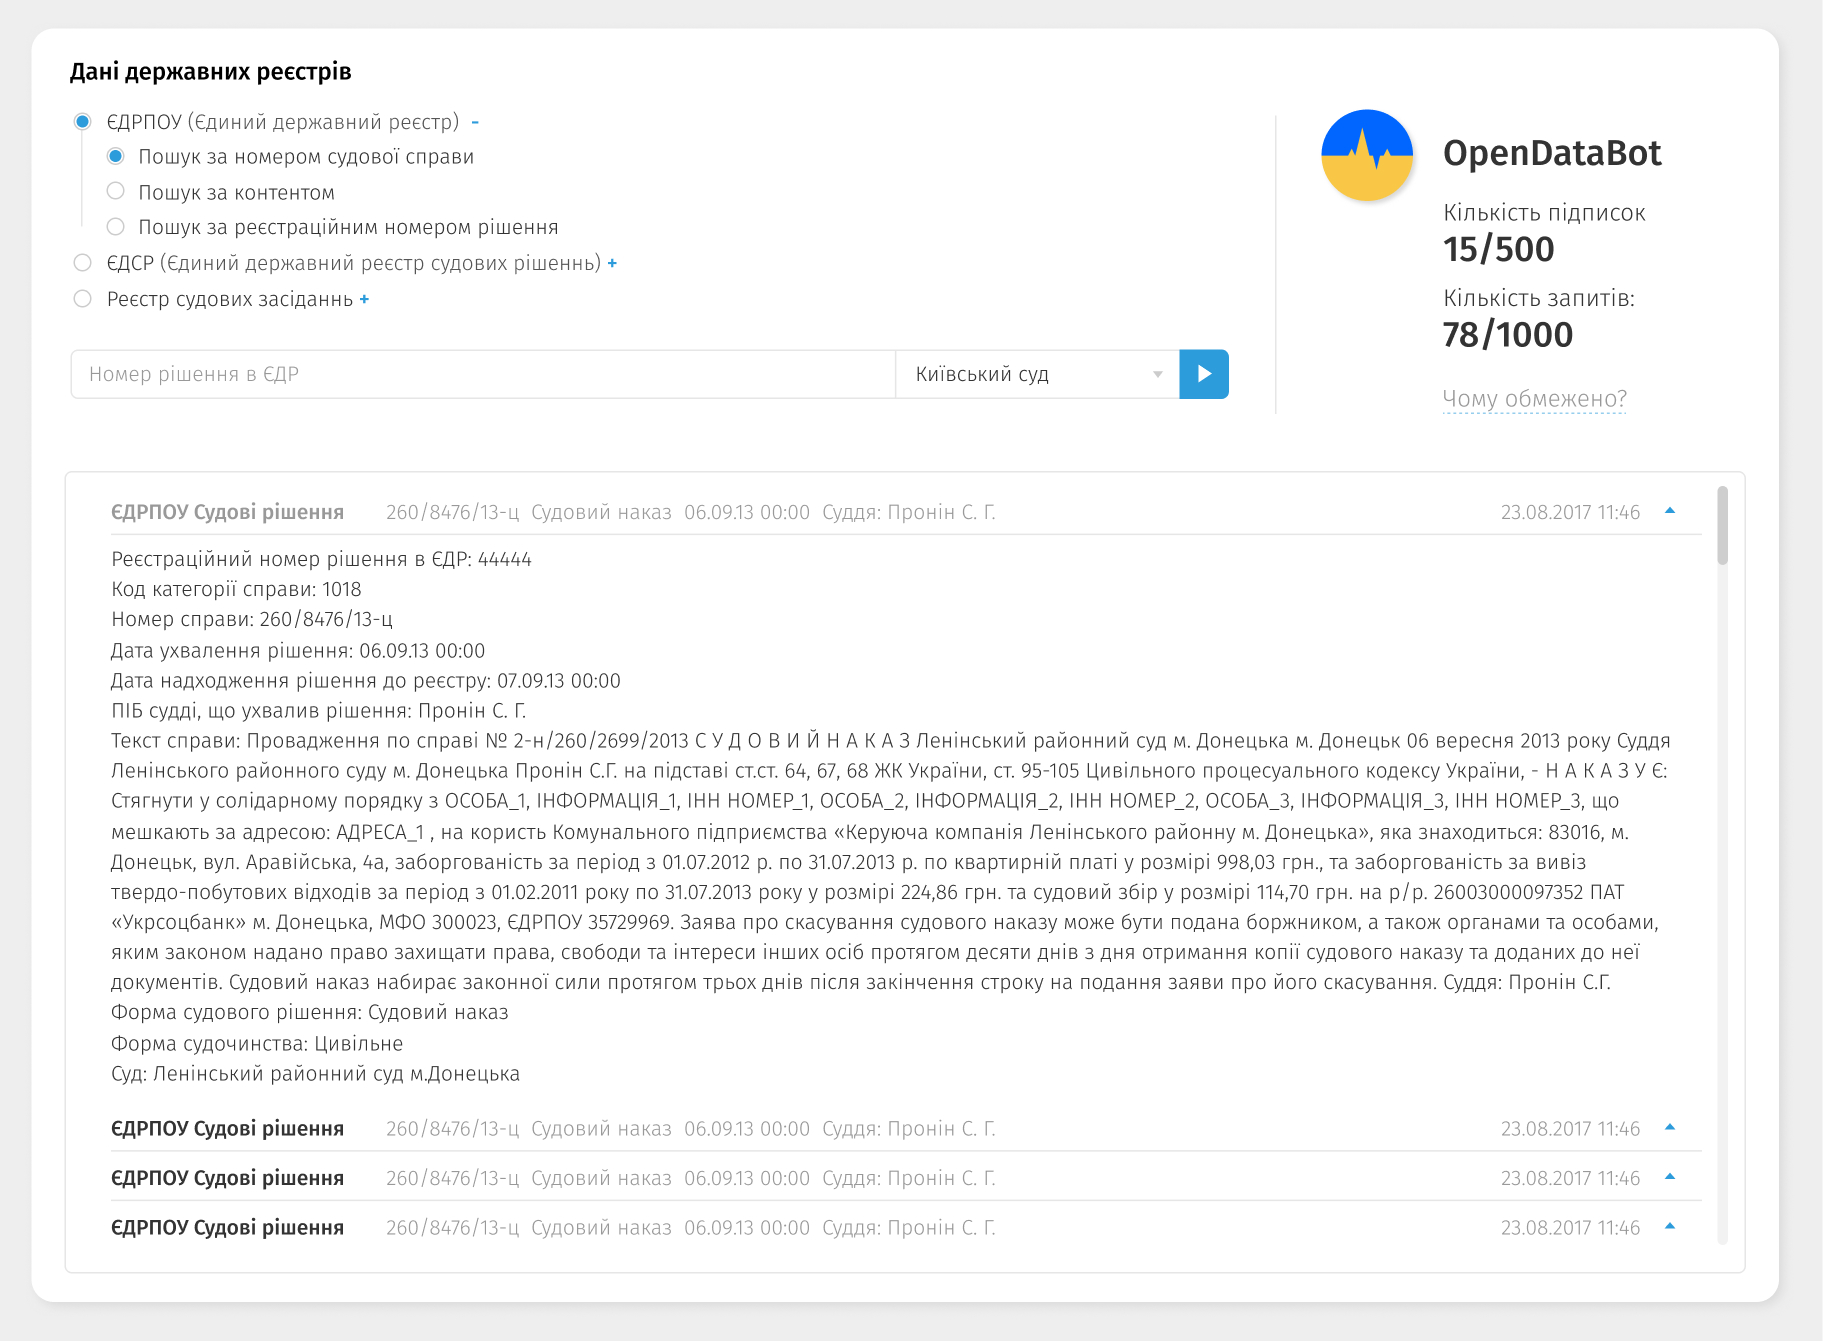 Дані державних реєстрів
ЄДРПОУ (Єдиний державний реєстр) -
Пошук за номером судової справи
Пошук за контентом
Пошук за реєстраційним номером рішення
ЄДСР (Єдиний державний реєстр судових рішеннь) +
Реєстр судових засіданнь +
Номер рішення в ЄДР
Київський суд
OpenDataBot
Кількість підписок
15/500
Кількість запитів:
78/1000
Чому обмежено?
ЄДРПОУ Судові рішення 260/8476/13-ц Судовий наказ 06.09.13 00:00 Суддя: Пронін С. Г. 23.08.2017 11:46
Реєстраційний номер рішення в ЄДР: 44444
Код категорії справи: 1018
Номер справи: 260/8476/13-ц
Дата ухвалення рішення: 06.09.13 00:00
Дата надходження рішення до реєстру: 07.09.13 00:00
ПІБ судді, що ухвалив рішення: Пронін С. Г.
Текст справи: Провадження по справі № 2-н/260/2699/2013 С У Д О В И Й Н А К А З Ленінський районний суд м. Донецька м. Донецьк 06 вересня 2013 року Суддя
Ленінського районного суду м. Донецька Пронін С.Г. на підставі ст.ст. 64, 67, 68 ЖК України, ст. 95-105 Цивільного процесуального кодексу України, - Н А К А З У Є:
Стягнути у солідарному порядку з ОСОБА_1, ІНФОРМАЦІЯ_1, ІНН НОМЕР_1, ОСОБА_2, ІНФОРМАЦІЯ_2, ІНН НОМЕР_2, ОСОБА_3, ІНФОРМАЦІЯ_3, ІНН НОМЕР_3, що
мешкають за адресою: АДРЕСА_1 , на користь Комунального підприємства «Керуюча компанія Ленінського районну м. Донецька», яка знаходиться: 83016, м.
Донецьк, вул. Аравійська, 4а, заборгованість за період з 01.07.2012 р. по 31.07.2013 р. по квартирній платі у розмірі 998,03 грн., та заборгованість за вивіз
твердо-побутових відходів за період з 01.02.2011 року по 31.07.2013 року у розмірі 224,86 грн. та судовий збір у розмірі 114,70 грн. на р/р. 26003000097352 ПАТ
«Укрсоцбанк» м. Донецька, МФО 300023, ЄДРПОУ 35729969. Заява про скасування судового наказу може бути подана боржником, а також органами та особами,
яким законом надано право захищати права, свободи та інтереси інших осіб протягом десяти днів з дня отримання копії судового наказу та доданих до неї
документів. Судовий наказ набирає законної сили протягом трьох днів після закінчення строку на подання заяви про його скасування. Суддя: Пронін С.Г.
Форма судового рішення: Судовий наказ
Форма судочинства: Цивільне
Суд: Ленінський районний суд м.Донецька
ЄДРПОУ Судові рішення 260/8476/13-ц Судовий наказ 06.09.13 00:00 Суддя: Пронін С. Г. 23.08.2017 11:46
ЄДРПОУ Судові рішення 260/8476/13-ц Судовий наказ 06.09.13 00:00 Суддя: Пронін С. Г. 23.08.2017 11:46
ЄДРПОУ Судові рішення 260/8476/13-ц Судовий наказ 06.09.13 00:00 Суддя: Пронін С. Г. 23.08.2017 11:46